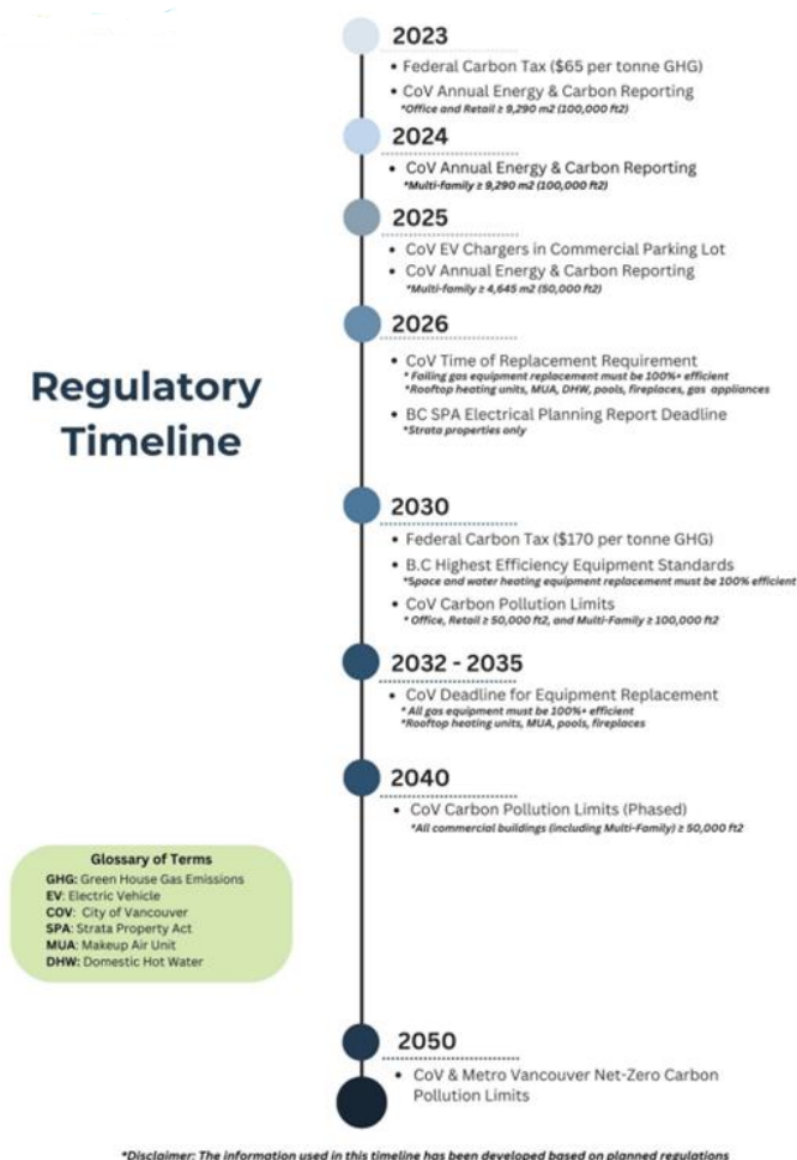 Regulatory
Timeline
2023
• Federal Carbon Tax ($65 per tonne GHG)
• CoV Annual Energy & Carbon Reporting
*Office and Retail ≥ 9,290 m2 (100,000 ft2)
2024
• CoV Annual Energy & Carbon Reporting
*Multi-family ≥ 9,290 m2 (100,000 ft2)
2025
• CoV EV Chargers in Commercial Parking Lot
• CoV Annual Energy & Carbon Reporting
*Multi-family ≥ 4,645 m2 (50,000 ft2)
2026
• CoV Time of Replacement Requirement
* Failing gas equipment replacement must be 100%+ efficient
*Rooftop heating units, MUA, DHW, pools, fireplaces, gas appliances
• BC SPA Electrical Planning Report Deadline
*Strata properties only
2030
• Federal Carbon Tax ($170 per tonne GHG)
• B.C Highest Efficiency Equipment Standards
*Space and water heating equipment replacement must be 100% efficient
• CoV Carbon Pollution Limits
* Office, Retail ≥ 50,000 ft2, and Multi-Family ≥ 100,000 ft2
2032 - 2035
• CoV Deadline for Equipment Replacement
* All gas equipment must be 100%+ efficient
*Rooftop heating units, MUA, pools, fireplaces
2040
• CoV Carbon Pollution Limits (Phased)
*All commercial buildings (including Multi-Family) ≥ 50,000 ft2
Glossary of Terms
GHG: Green House Gas Emissions
EV: Electric Vehicle
COV: City of Vancouver
SPA: Strata Property Act
MUA: Makeup Air Unit
DHW: Domestic Hot Water
2050
• CoV & Metro Vancouver Net-Zero Carbon
Pollution Limits
*Disclaimer: The information used in this timeline has been developed based on planned regulations